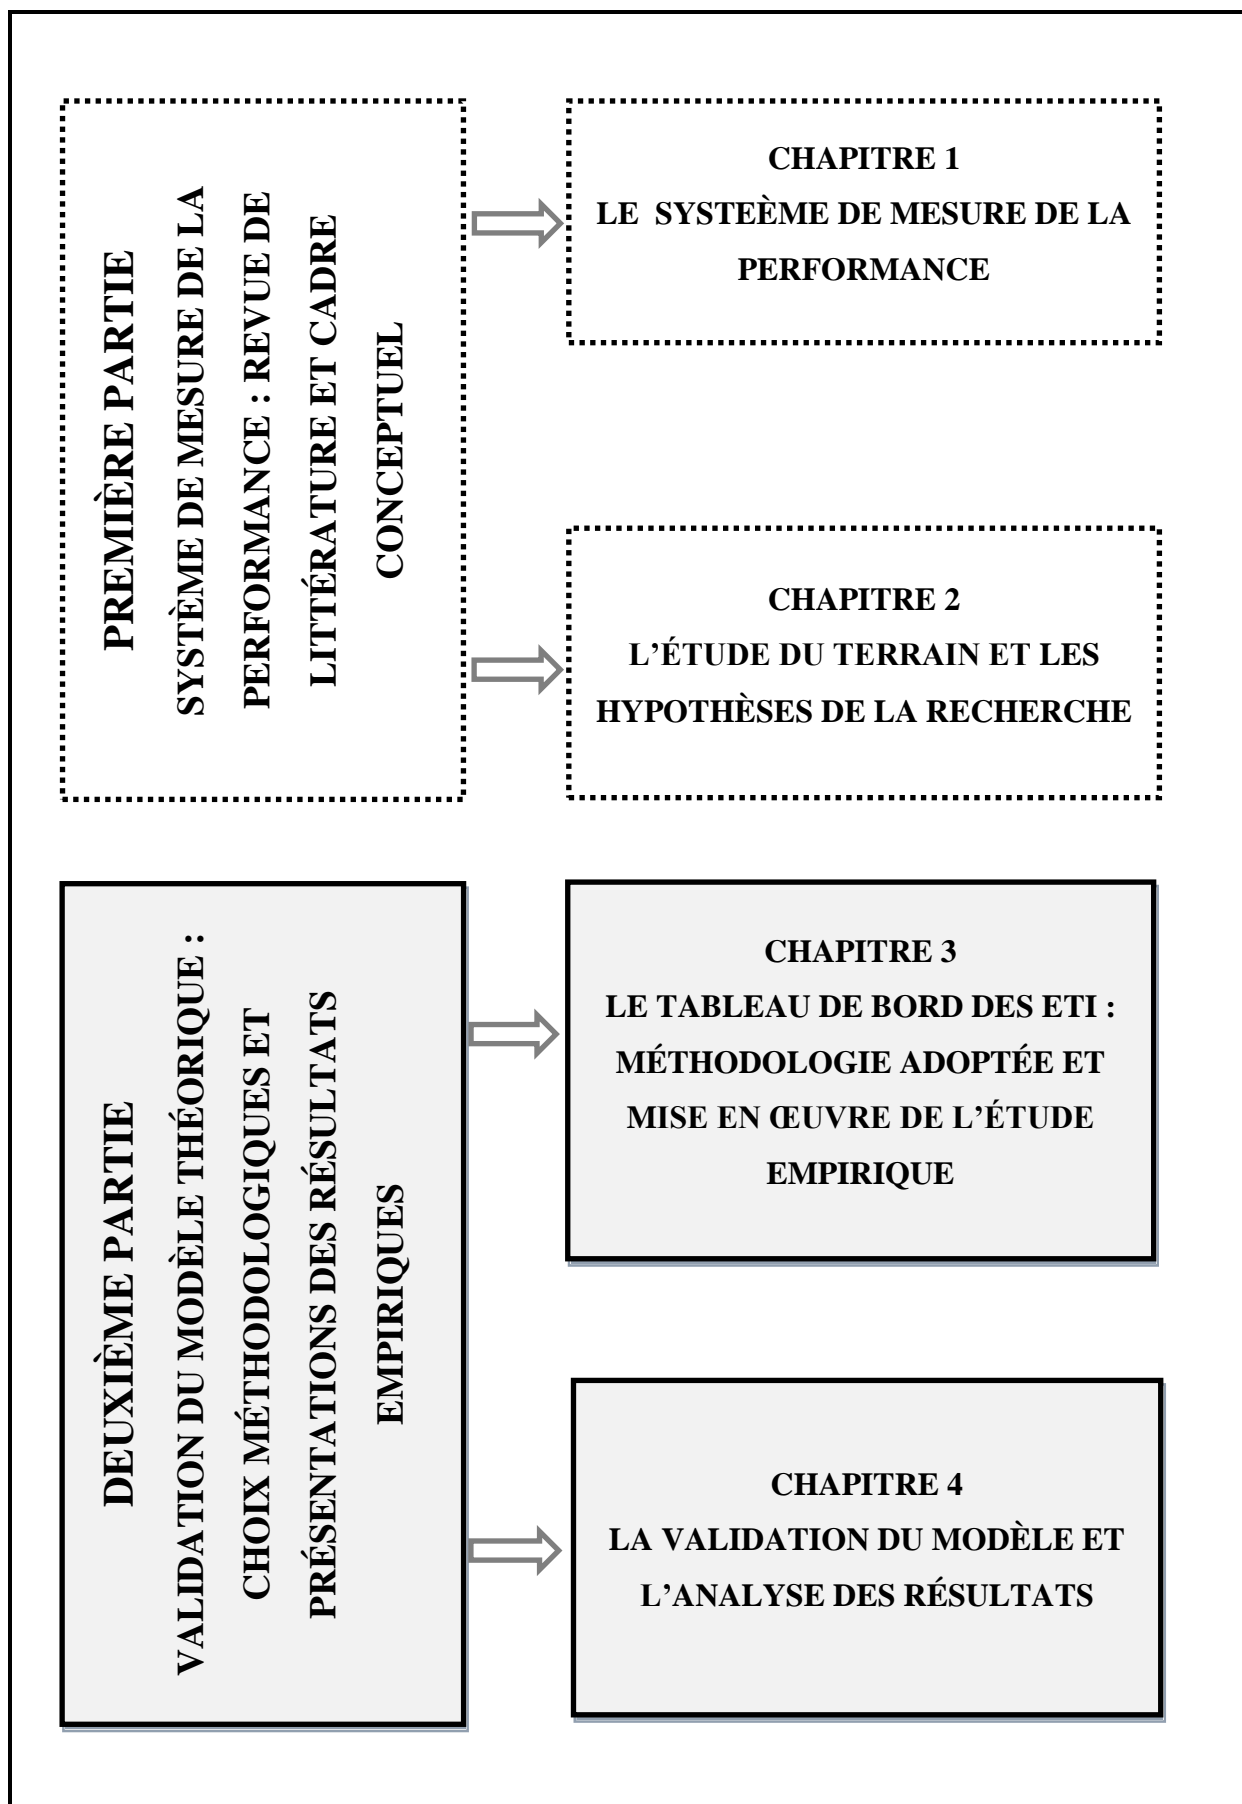 PREMIÈRE PARTIE
SYSTÈME DE MESURE DE LA
PERFORMANCE : REVUE DE
LITTÉRATURE ET CADRE
CONCEPTUEL
CHAPITRE 1
LE SYSTEÈME DE MESURE DE LA
PERFORMANCE
CHAPITRE 2
L’ÉTUDE DU TERRAIN ET LES
HYPOTHÈSES DE LA RECHERCHE
DEUXIÈME PARTIE
VALIDATION DU MODÈLE THÉORIQUE :
CHOIX MÉTHODOLOGIQUES ET
PRÉSENTATIONS DES RÉSULTATS
EMPIRIQUES
CHAPITRE 3
LE TABLEAU DE BORD DES ETI :
MÉTHODOLOGIE ADOPTÉE ET
MISE EN ŒUVRE DE L’ÉTUDE
EMPIRIQUE
CHAPITRE 4
LA VALIDATION DU MODÈLE ET
L’ANALYSE DES RÉSULTATS